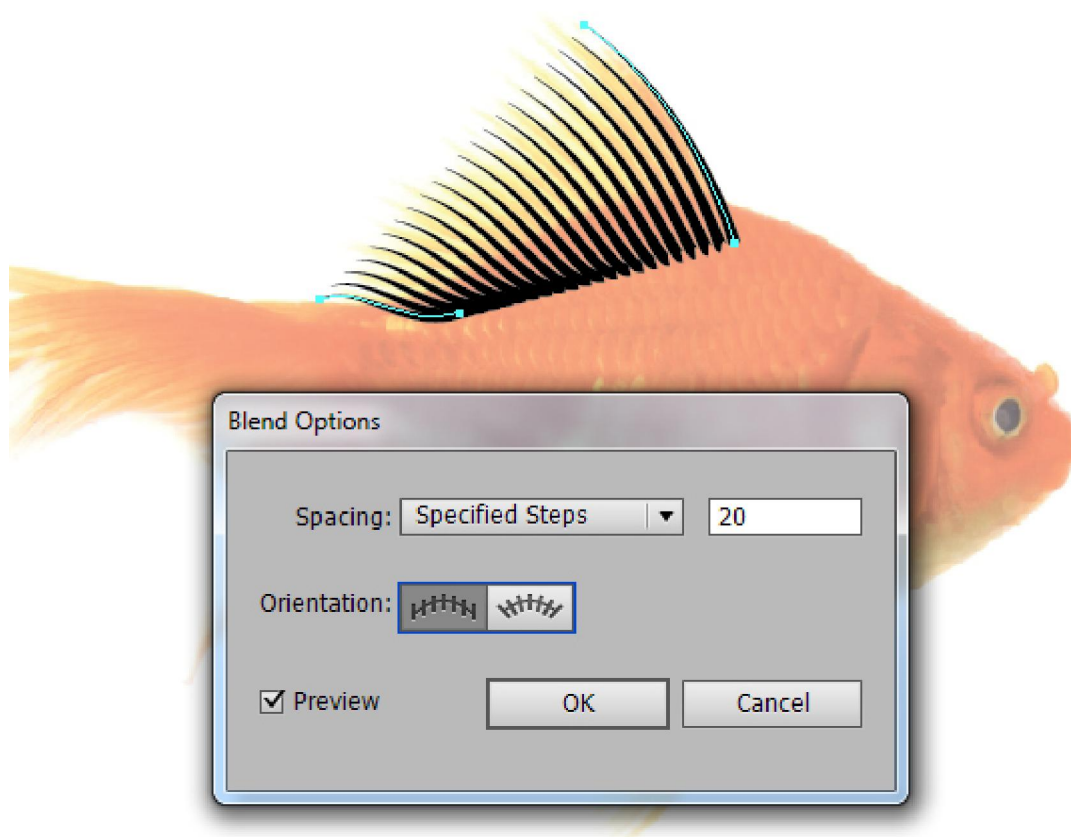 Blend Options
Spacing: Specified Steps 20
Orientation:
Preview OK Cancel